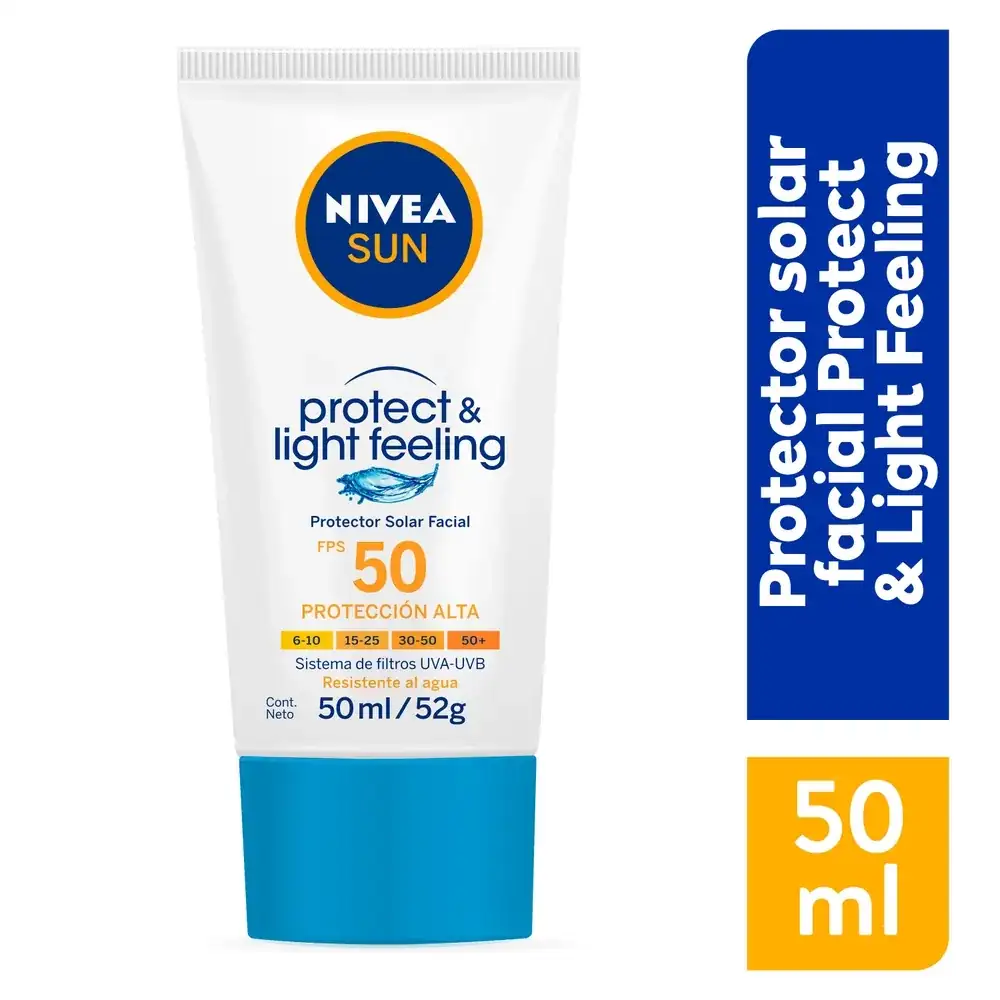 NIVEA
SUN
protect &
light feeling
Protector Solar Facial
FPS 50
PROTECCIÓN ALTA
6-10 15-25 30-50 50+
Sistema de filtros UVA-UVB
Resistente al agua
Cont.
Neto 50 ml / 52g
Protector solar
facial Protect
& Light Feeling
50
ml